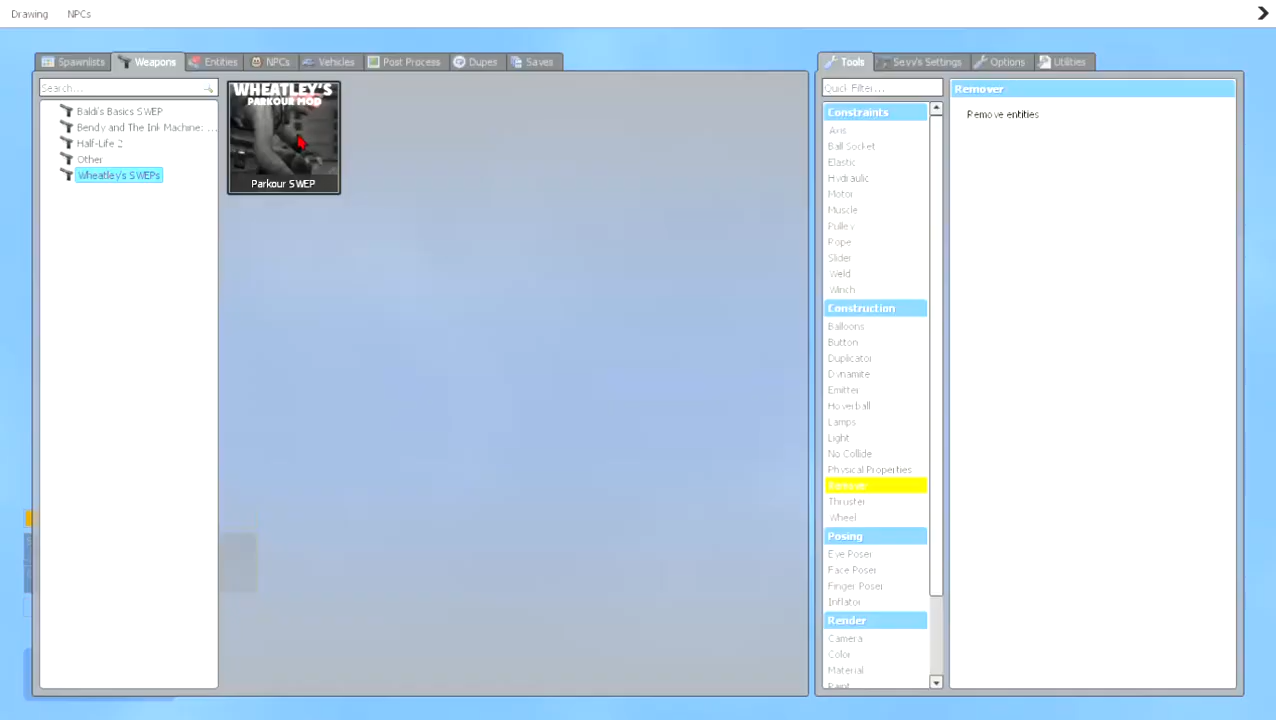 Drawing NPCs
Spawnlists Weapons Entities NPCs Vehicles Post Process Dupes Saves
Search...
Baldi's Basics SWEP
Bendy and The Ink Machine: ...
Half-Life 2
Other
Wheatley's SWEPs
WHEATLEY'S
PARKOUR MOD
Parkour SWEP
Tools Sevv's Settings Options Utilities
Quick Filter...
Constraints
Axis
Ball Socket
Elastic
Hydraulic
Motor
Muscle
Pulley
Rope
Slider
Weld
Winch
Construction
Balloons
Button
Duplicator
Dynamite
Emitter
Hoverball
Lamps
Light
No Collide
Physical Properties
Remover
Thruster
Wheel
Posing
Eye Poser
Face Poser
Finger Poser
Inflator
Render
Camera
Color
Material
Paint
Remover
Remove entities